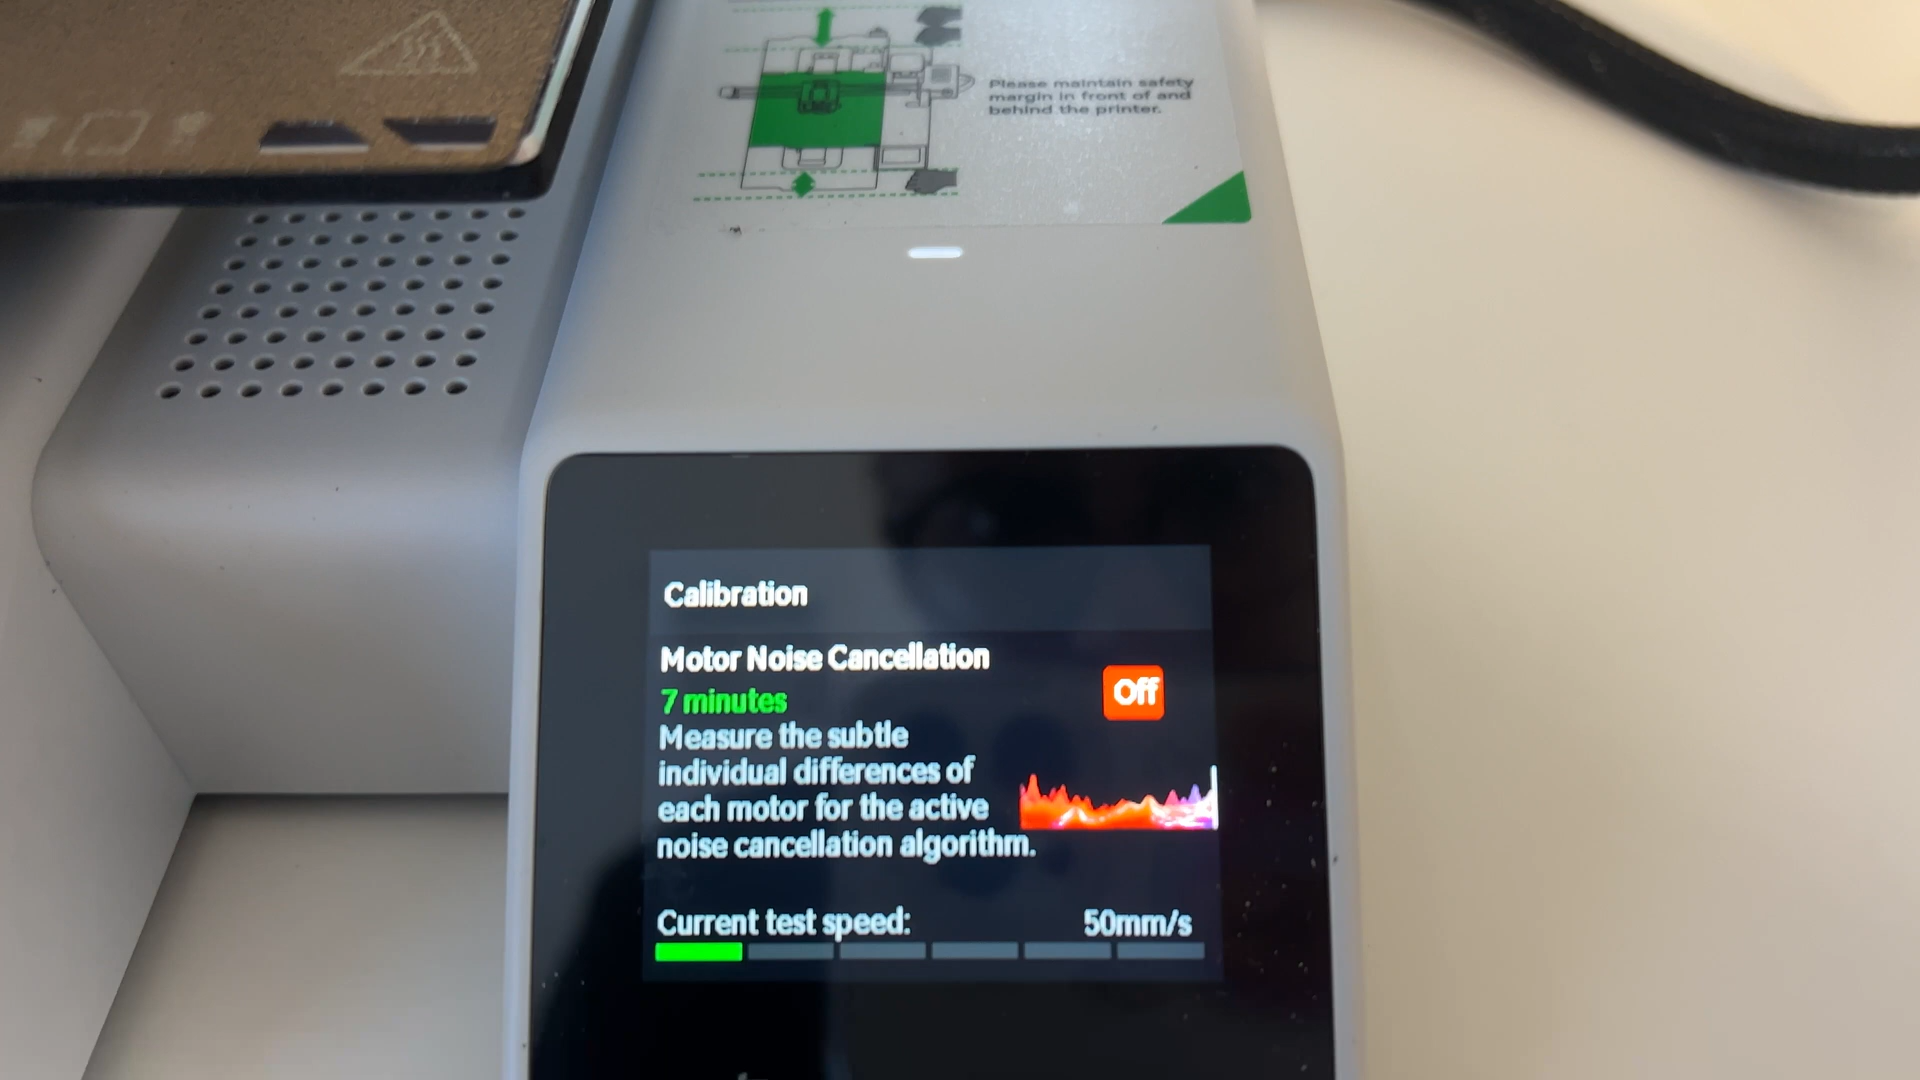 Please maintain safety
margin in front of and
behind the printer.
Calibration
Motor Noise Cancellation
7 minutes
Off
Measure the subtle
individual differences of
each motor for the active
noise cancellation algorithm.
Current test speed: 50mm/s